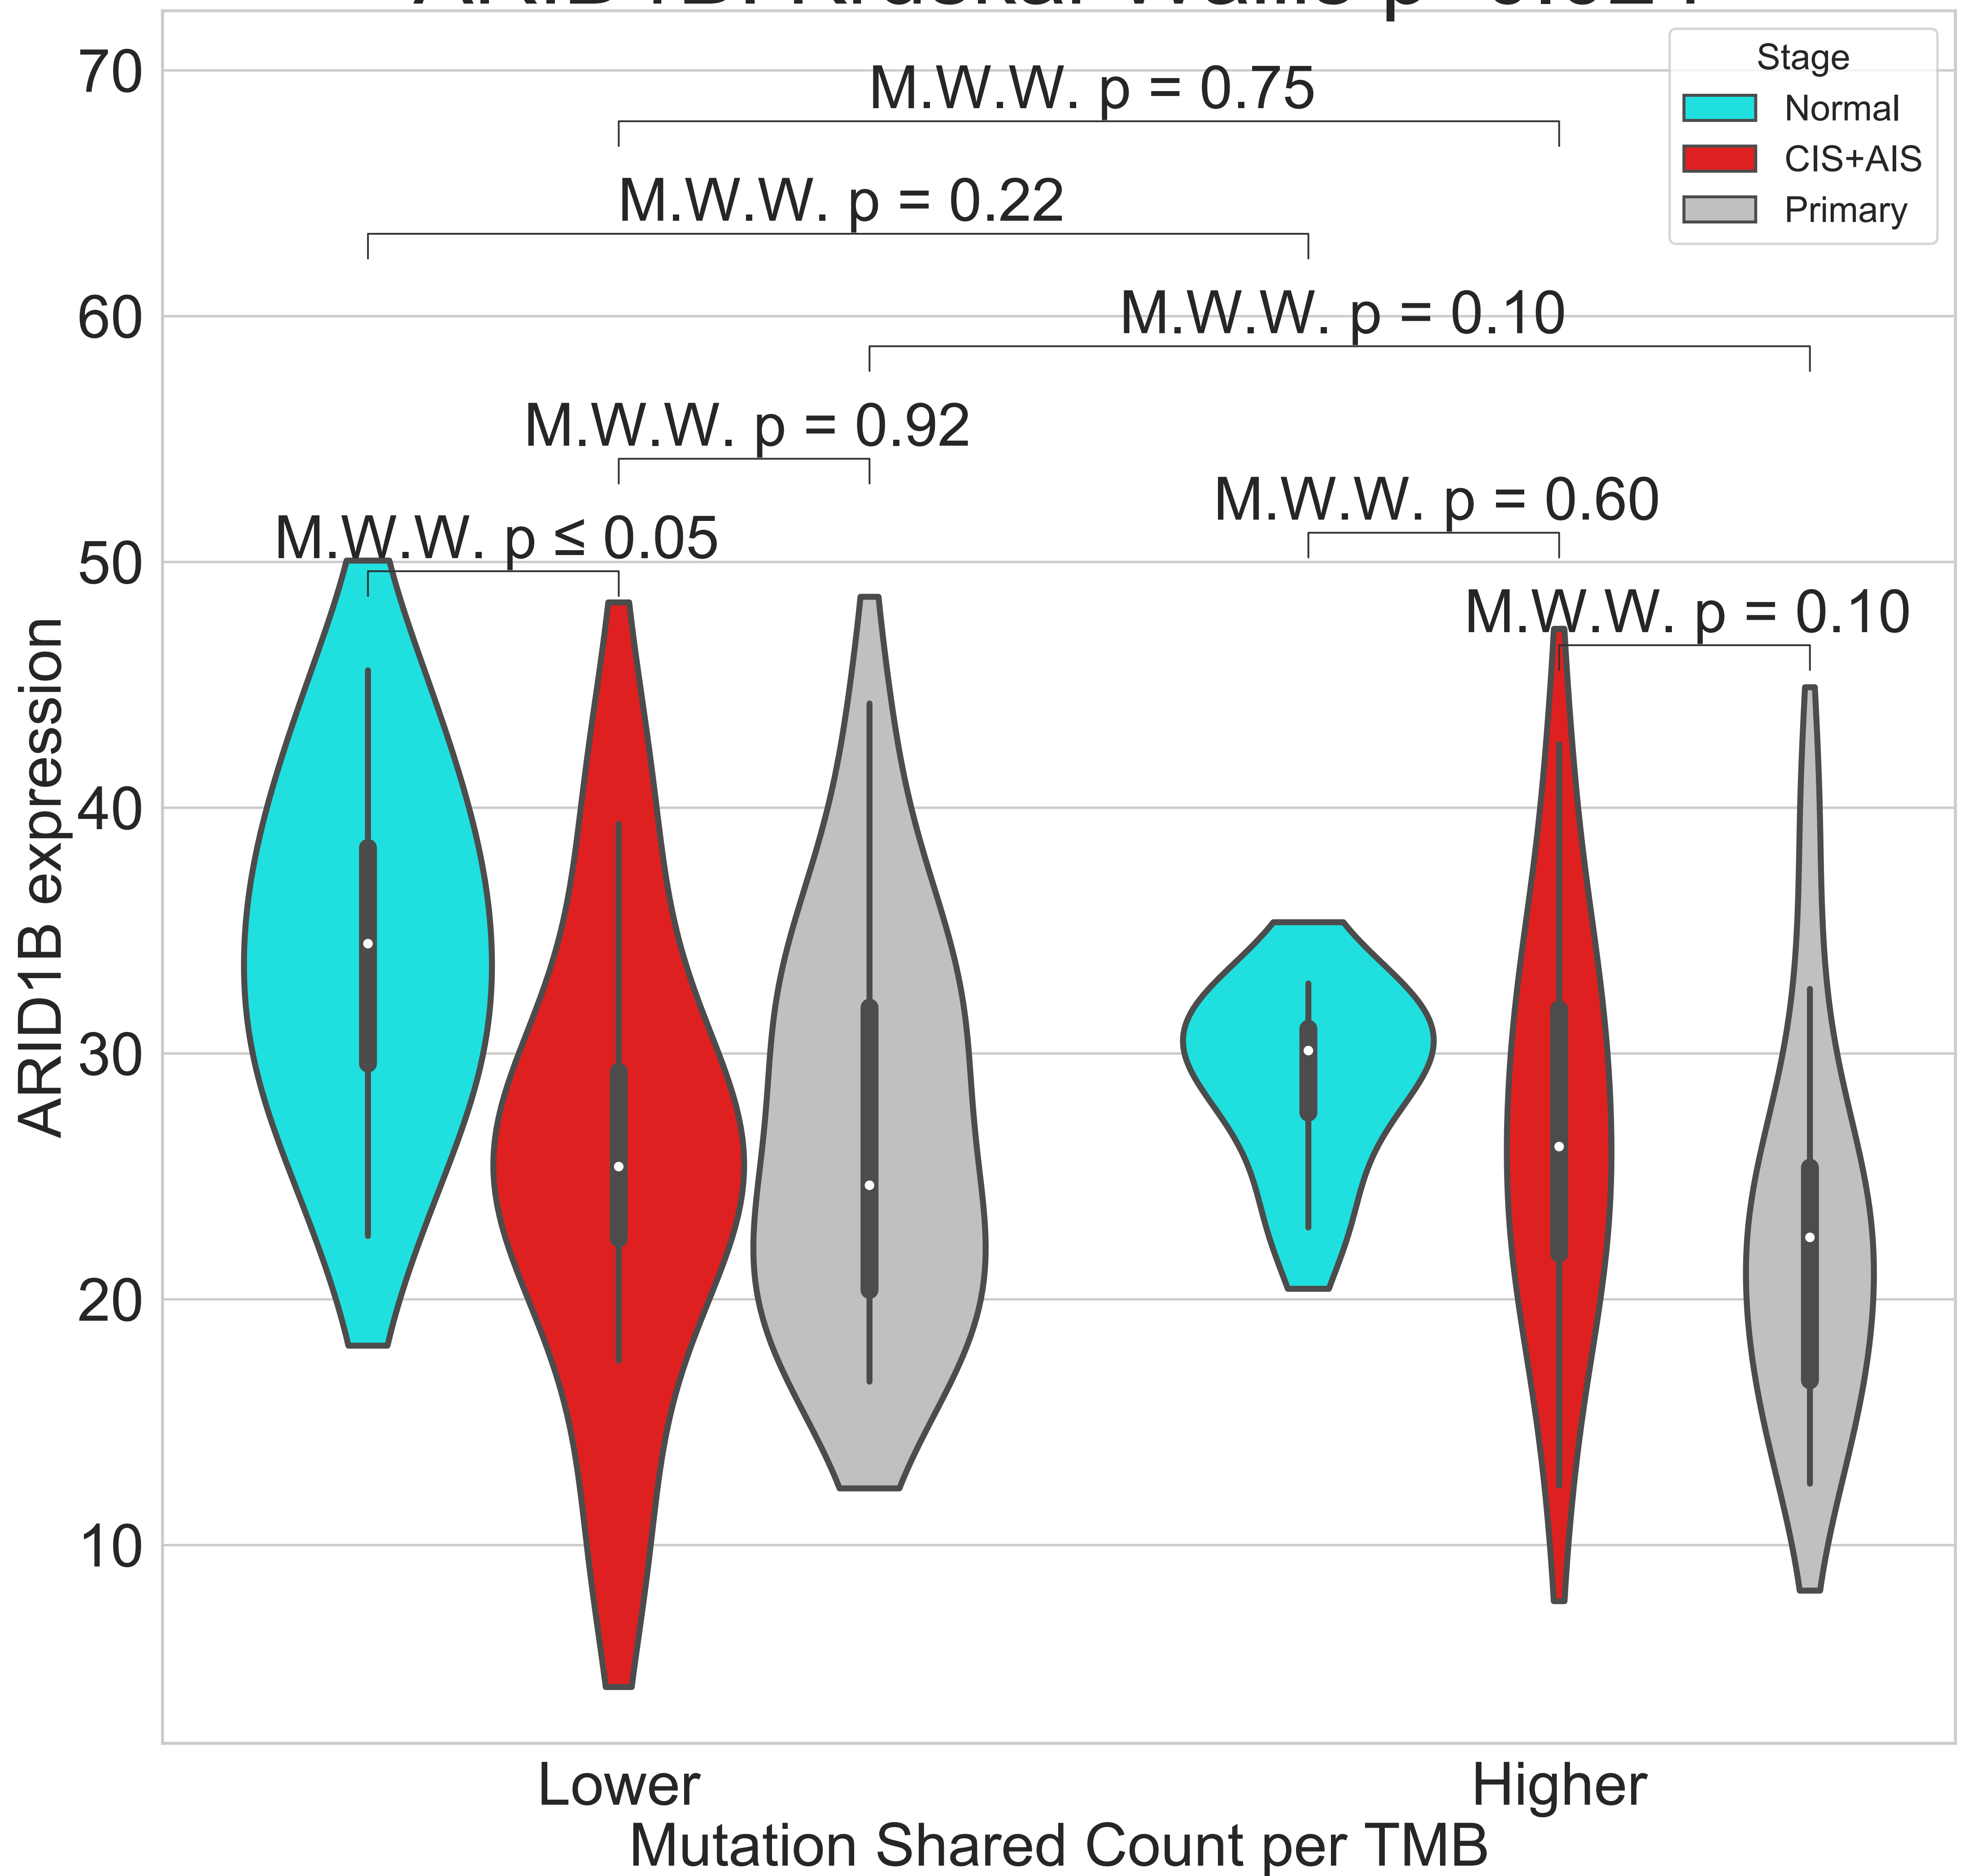 70
60
50
40
30
20
10
ARID1B expression
M.W.W. p = 0.75
M.W.W. p = 0.22
M.W.W. p = 0.10
M.W.W. p = 0.92
M.W.W. p = 0.60
M.W.W. p ≤ 0.05
M.W.W. p = 0.10
Stage
Normal
CIS+AIS
Primary
Lower
Higher
Mutation Shared Count per TMB